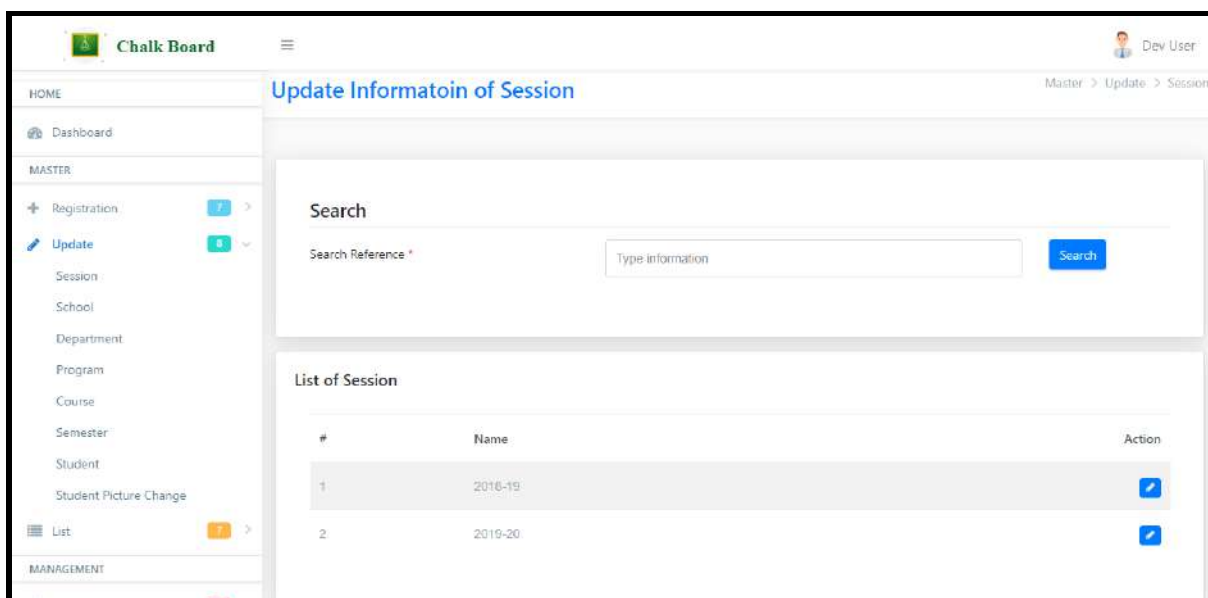 Chalk Board
Dev User
HOME
Dashboard
MASTER
Registration 7
Update 8
Session
School
Department
Program
Course
Semester
Student
Student Picture Change
List 7
MANAGEMENT
Update Informatoin of Session
Master > Update > Session
Search
Search Reference *
Type information
Search
List of Session
# Name Action
1 2018-19
2 2019-20